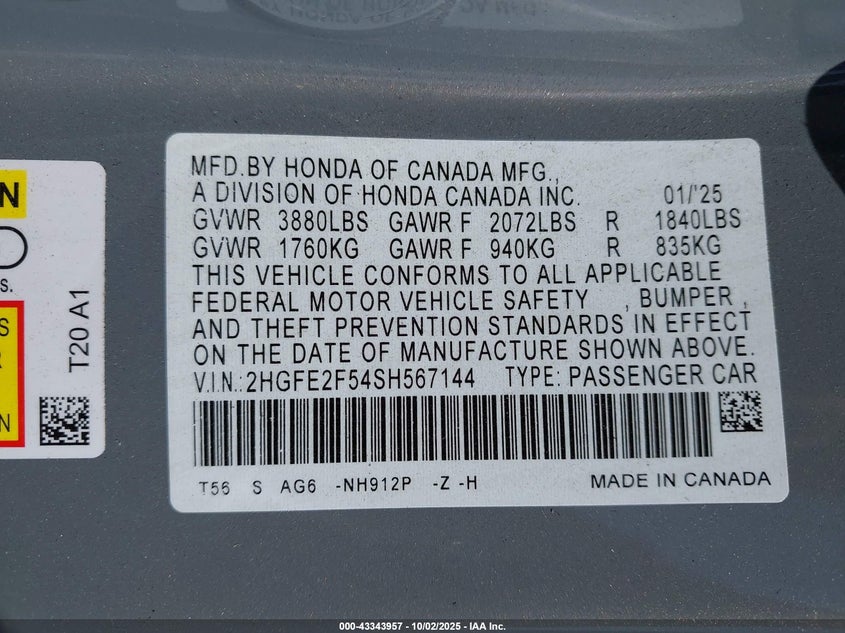 MFD.BY HONDA OF CANADA MFG.,
A DIVISION OF HONDA CANADA INC. 01/'25
GVWR 3880LBS GAWR F 2072LBS R 1840LBS
GVWR 1760KG GAWR F 940KG R 835KG
THIS VEHICLE CONFORMS TO ALL APPLICABLE
FEDERAL MOTOR VEHICLE SAFETY , BUMPER ,
AND THEFT PREVENTION STANDARDS IN EFFECT
ON THE DATE OF MANUFACTURE SHOWN ABOVE.
V.I.N.: 2HGFE2F54SH567144 TYPE: PASSENGER CAR
T56 S AG6 -NH912P -Z -H MADE IN CANADA
T20 A1
000-43343957 - 10/02/2025 - IAA Inc.